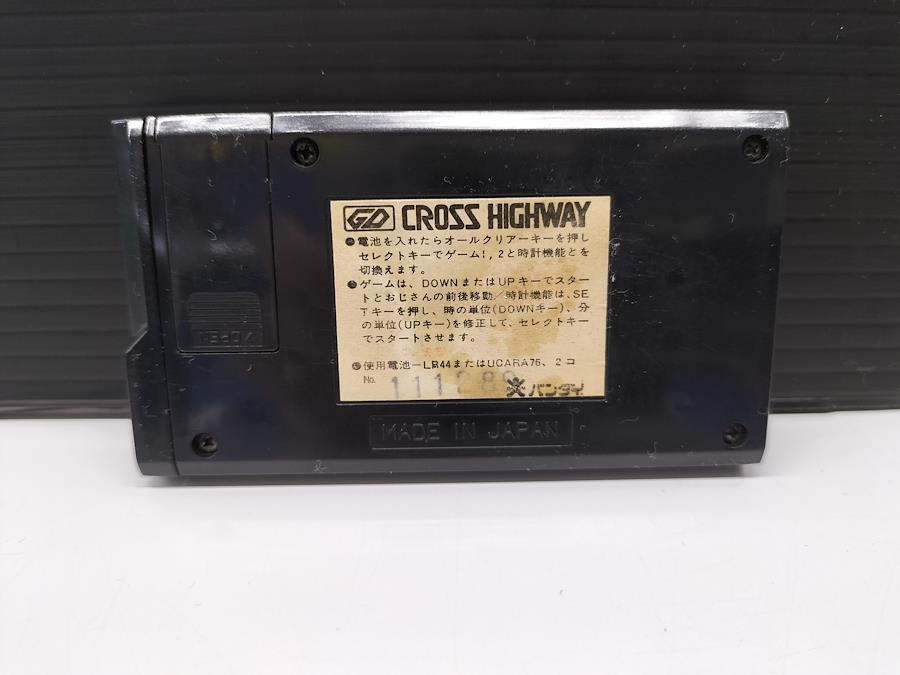 GD CROSS HIGHWAY
●電池を入れたらオールクリアーキーを押し
セレクトキーでゲーム1,2と時計機能とを
切換えます。
●ゲームは、DOWNまたはUPキーでスター
トとおじさんの前後移動/時計機能は、SE
Tキーを押し、時の単位(DOWNキー)、分
の単位(UPキー)を修正して、セレクトキー
でスタートさせます。
●使用電池—LR44またはUCARA76、2コ
No. 111288
バンダイ
MADE IN JAPAN
OPEN